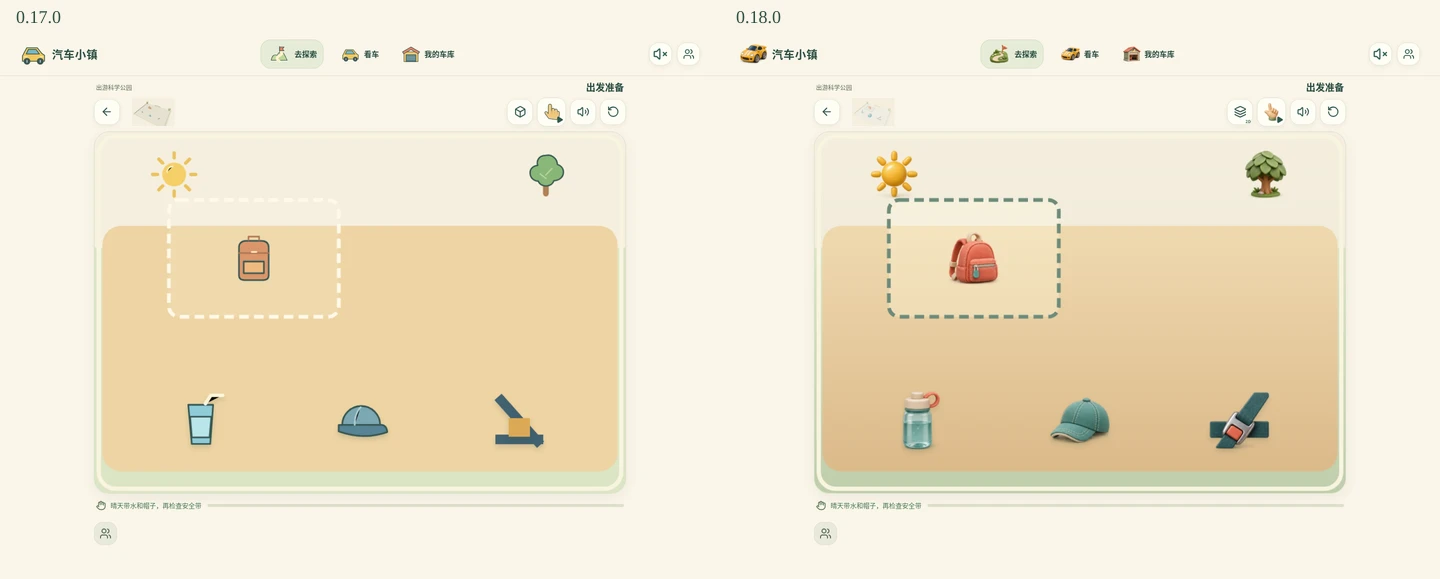 0.17.0
汽车小镇
去探索
看车
我的车库
出游科学公园
出发准备
晴天带水和帽子，再检查安全带
0.18.0
汽车小镇
去探索
看车
我的车库
出游科学公园
出发准备
晴天带水和帽子，再检查安全带